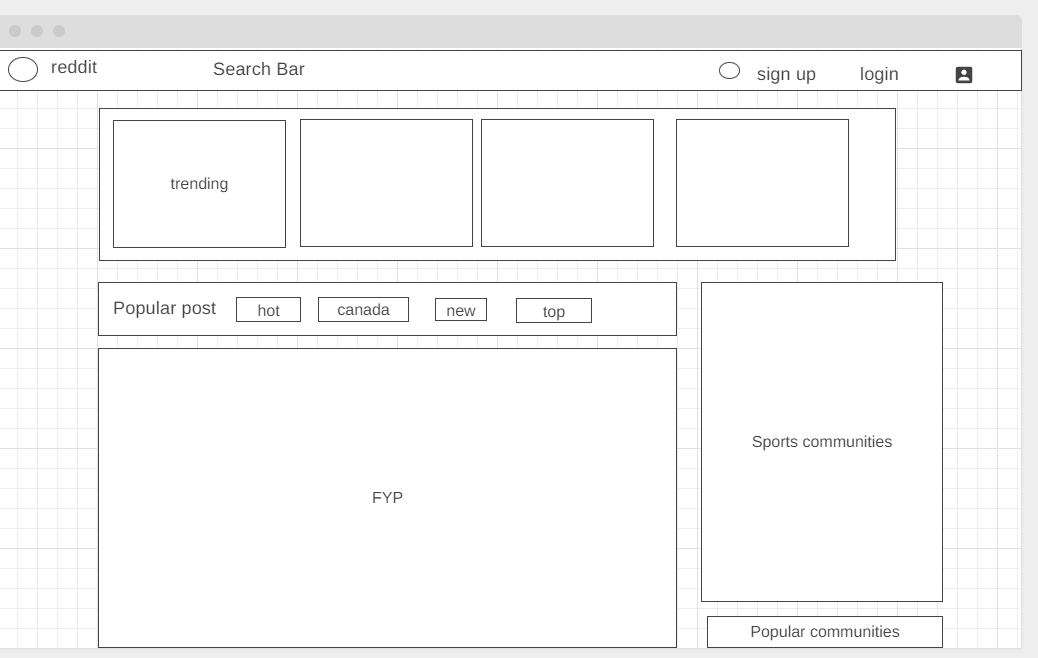 reddit
Search Bar
sign up
login
trending
Popular post
hot
canada
new
top
FYP
Sports communities
Popular communities